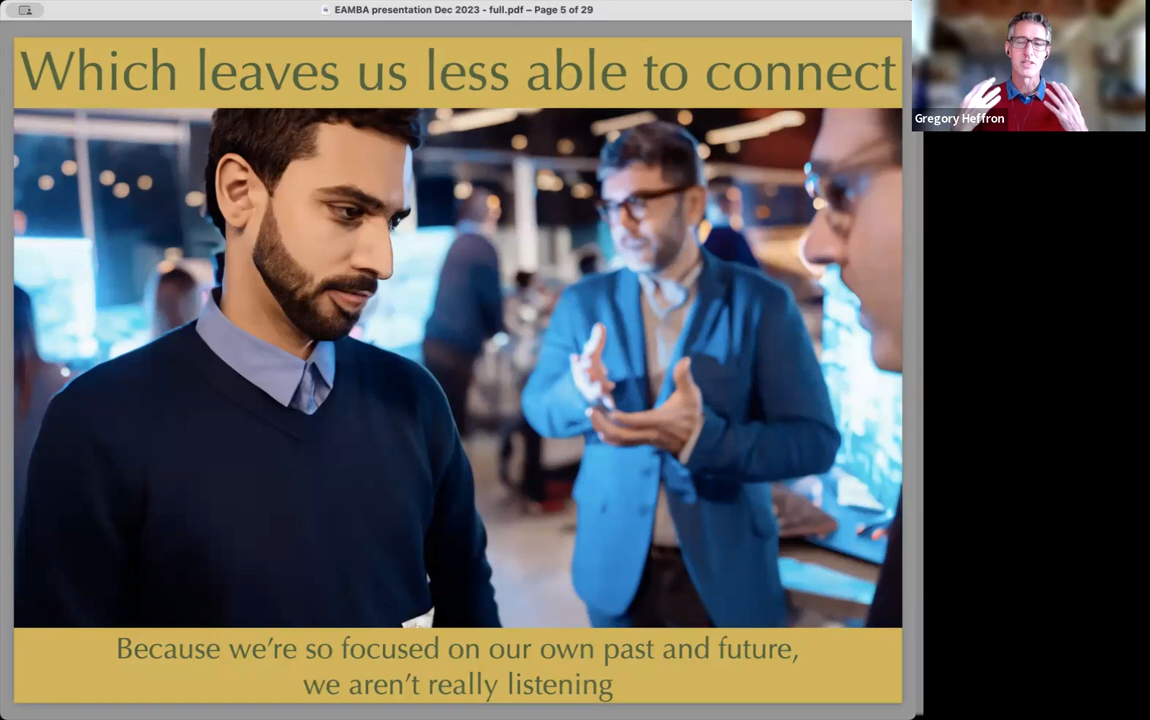 EAMBA presentation Dec 2023 - full.pdf – Page 5 of 29
Which leaves us less able to connect
Gregory Heffron
Because we're so focused on our own past and future,
we aren't really listening